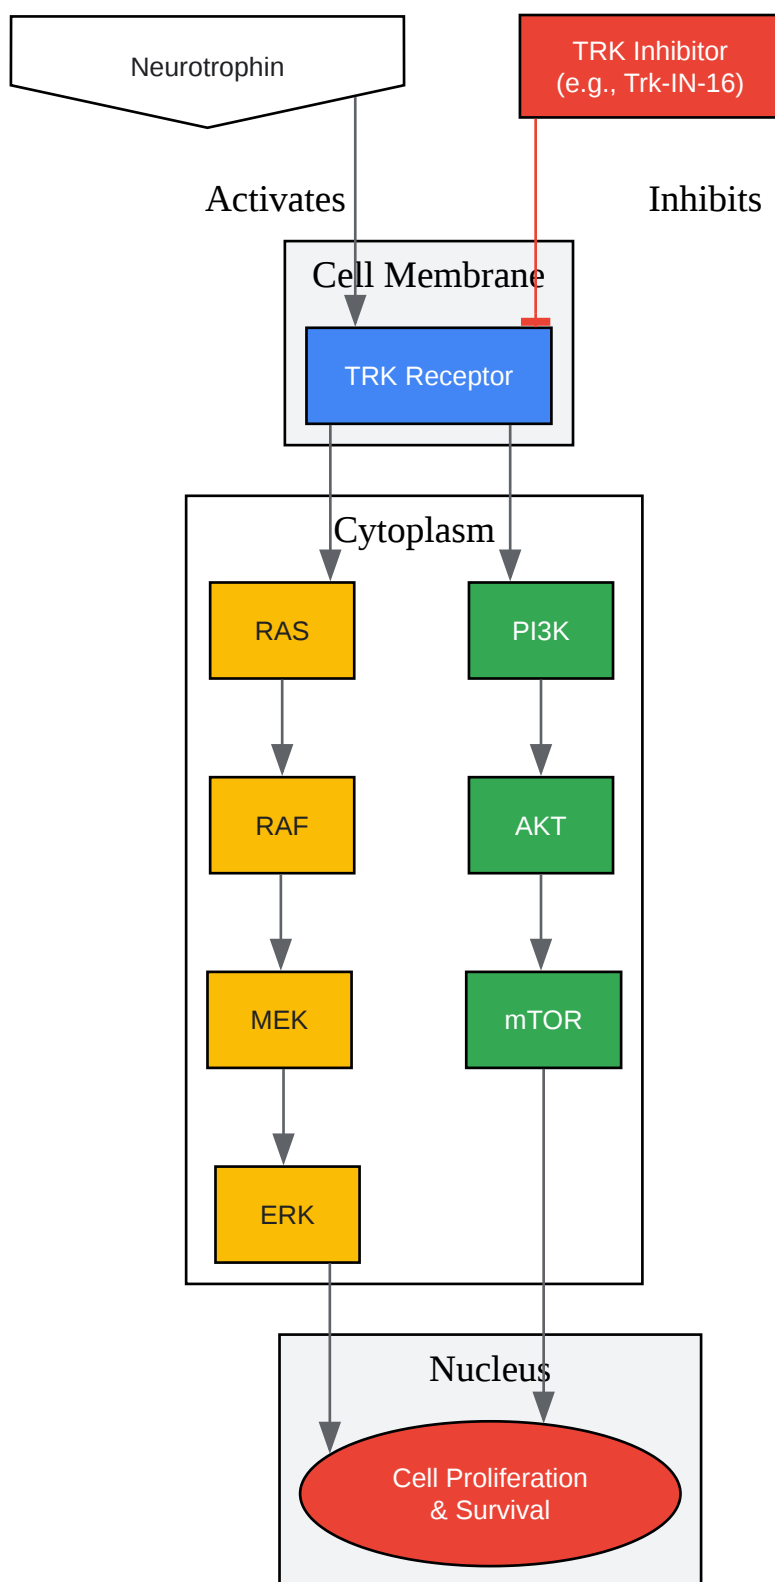 Neurotrophin
TRK Inhibitor
(e.g., Trk-IN-16)
Activates
Inhibits
Cell Membrane
TRK Receptor
Cytoplasm
RAS
PI3K
RAF
AKT
MEK
mTOR
ERK
Nucleus
Cell Proliferation
& Survival